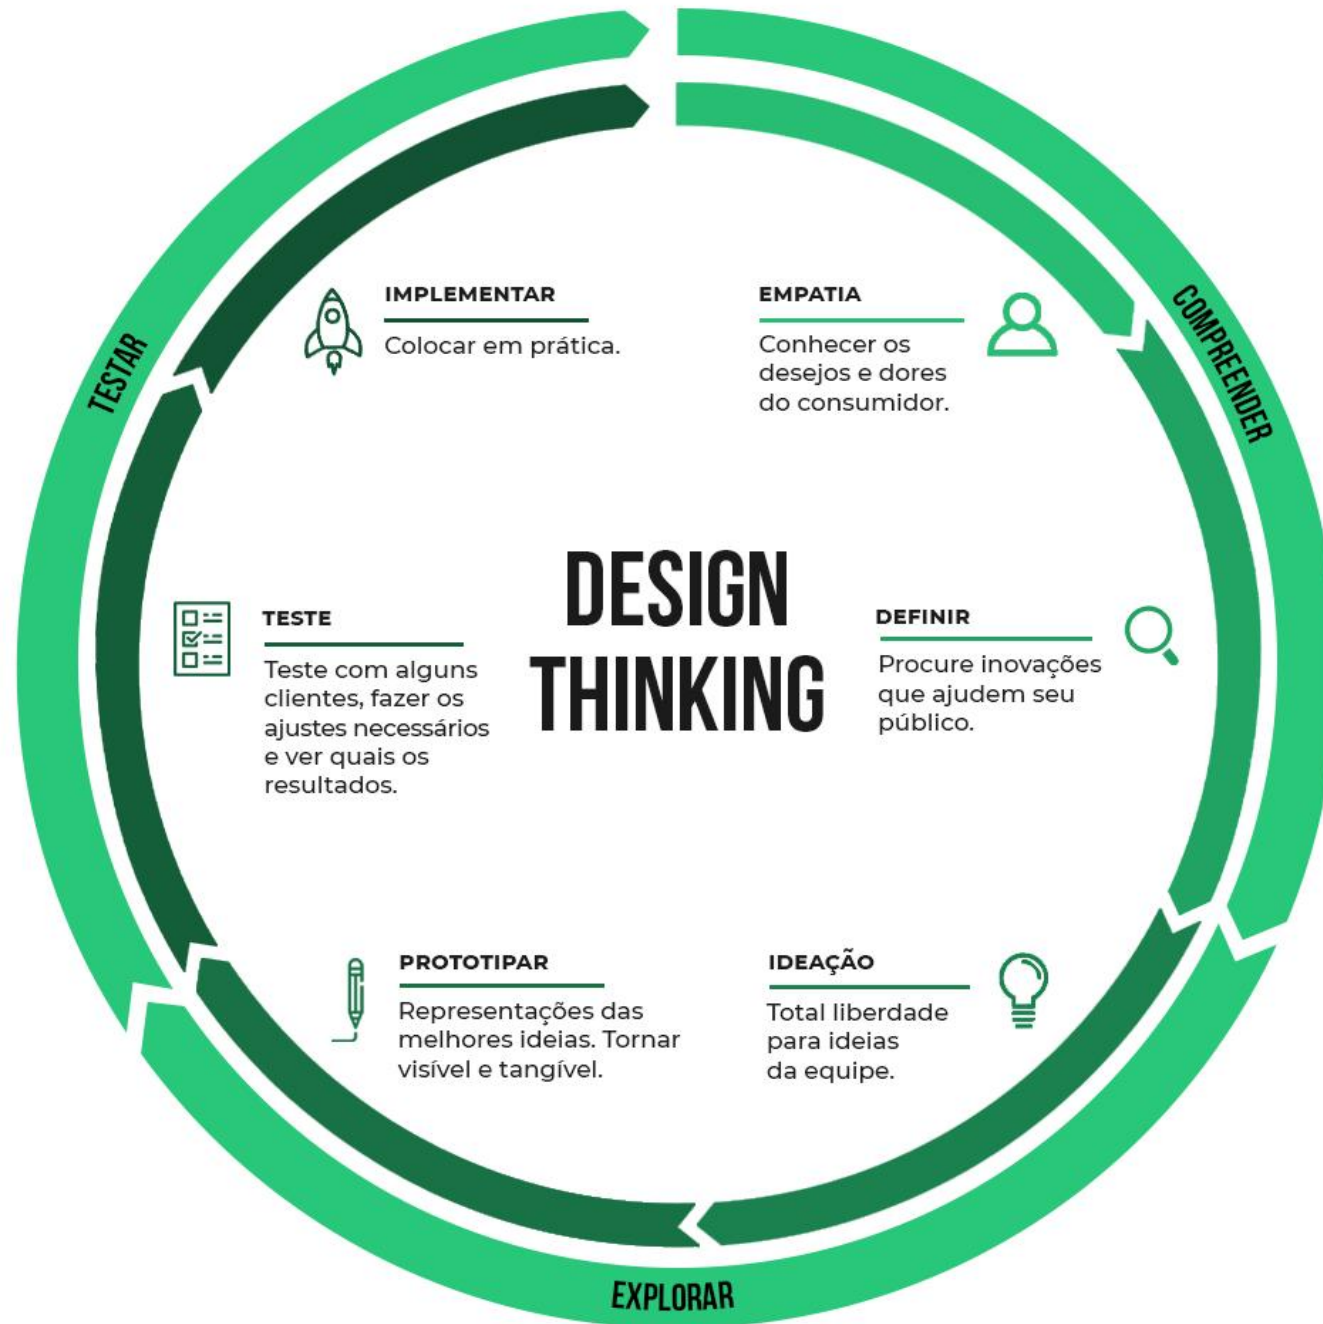 DESIGN
THINKING
COMPREENDER
EMPATIA
Conhecer os
desejos e dores
do consumidor.
DEFINIR
Procure inovações
que ajudem seu
público.
EXPLORAR
IDEAÇÃO
Total liberdade
para ideias
da equipe.
PROTOTIPAR
Representações das
melhores ideias. Tornar
visível e tangível.
TESTAR
TESTE
Teste com alguns
clientes, fazer os
ajustes necessários
e ver quais os
resultados.
IMPLEMENTAR
Colocar em prática.